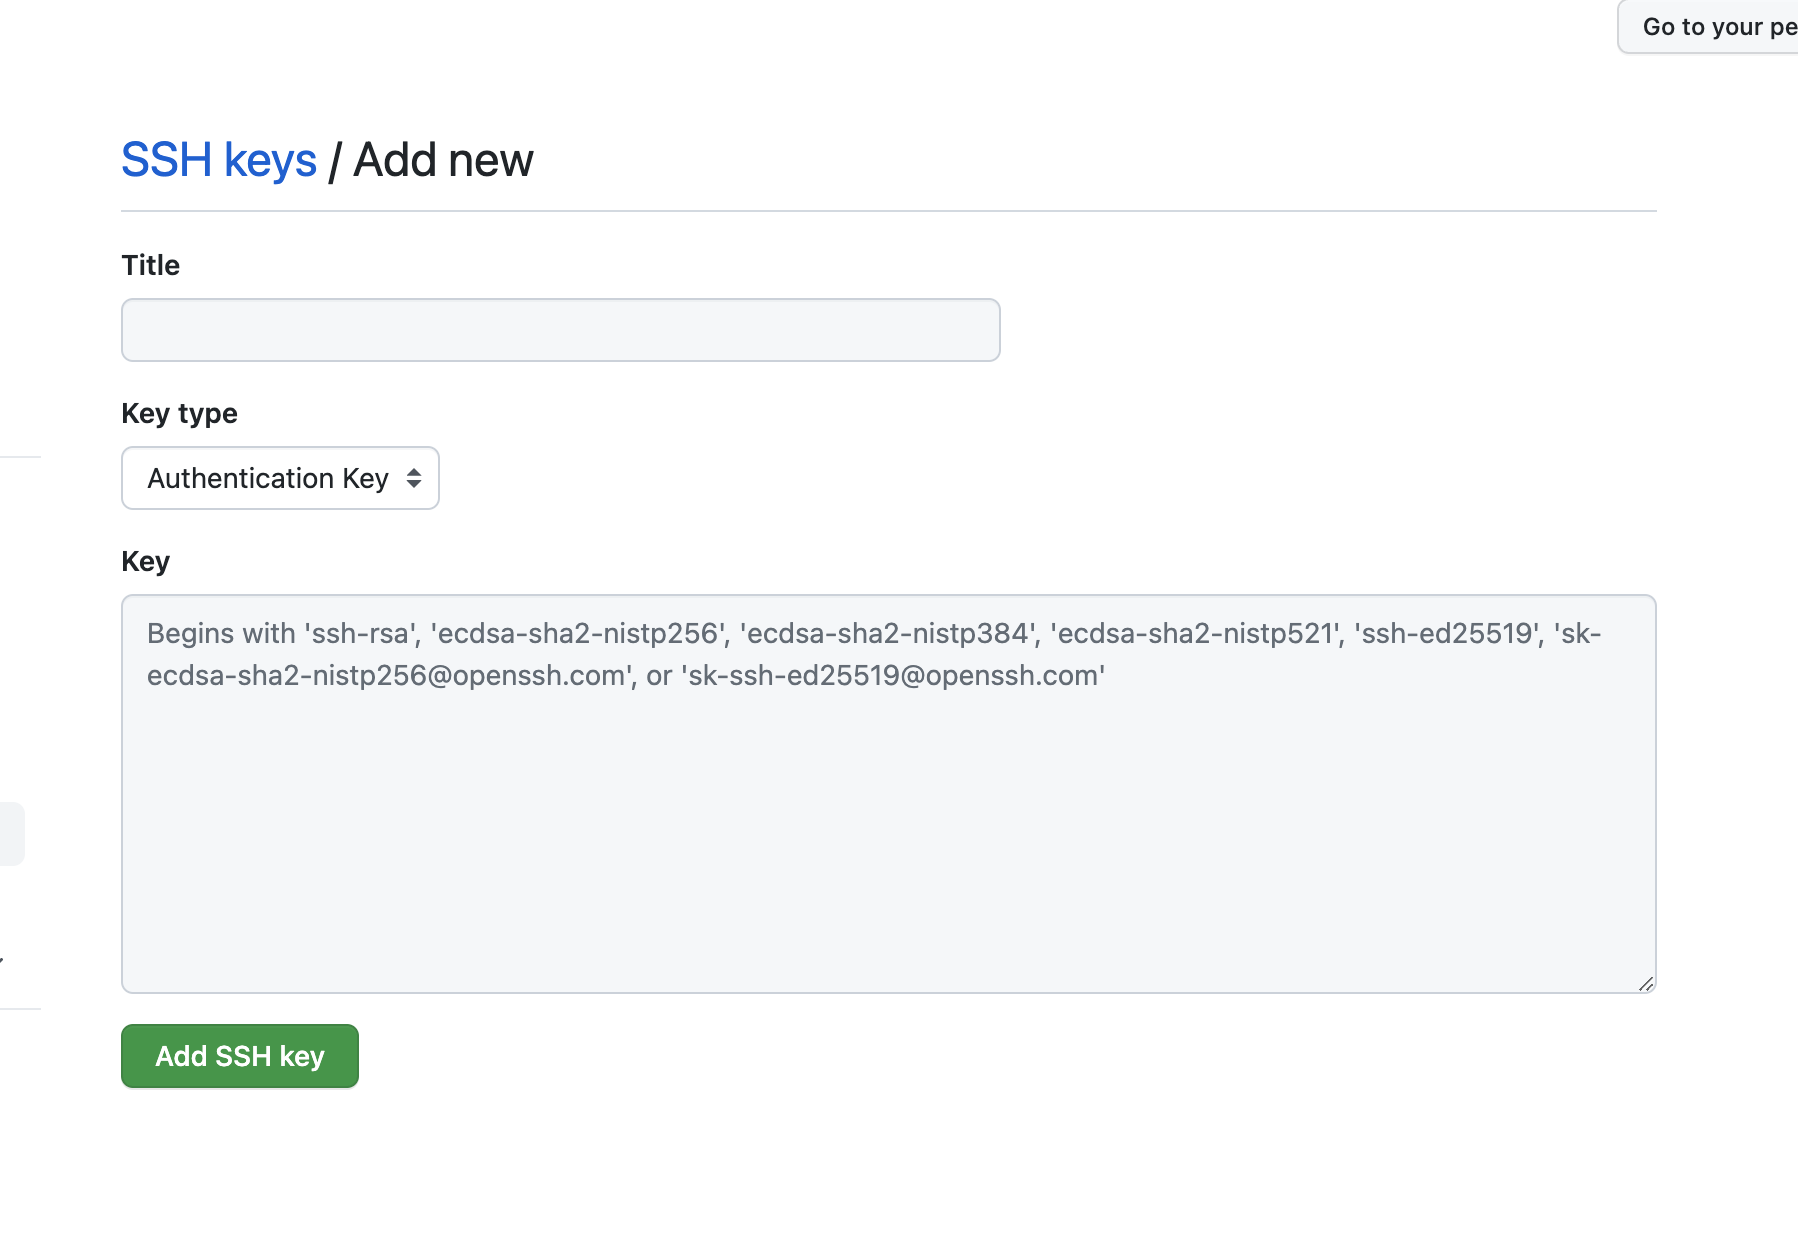 Go to your pe
SSH keys / Add new
Title
Key type
Authentication Key
Key
Begins with 'ssh-rsa', 'ecdsa-sha2-nistp256', 'ecdsa-sha2-nistp384', 'ecdsa-sha2-nistp521', 'ssh-ed25519', 'sk-
ecdsa-sha2-nistp256@openssh.com', or 'sk-ssh-ed25519@openssh.com'
Add SSH key